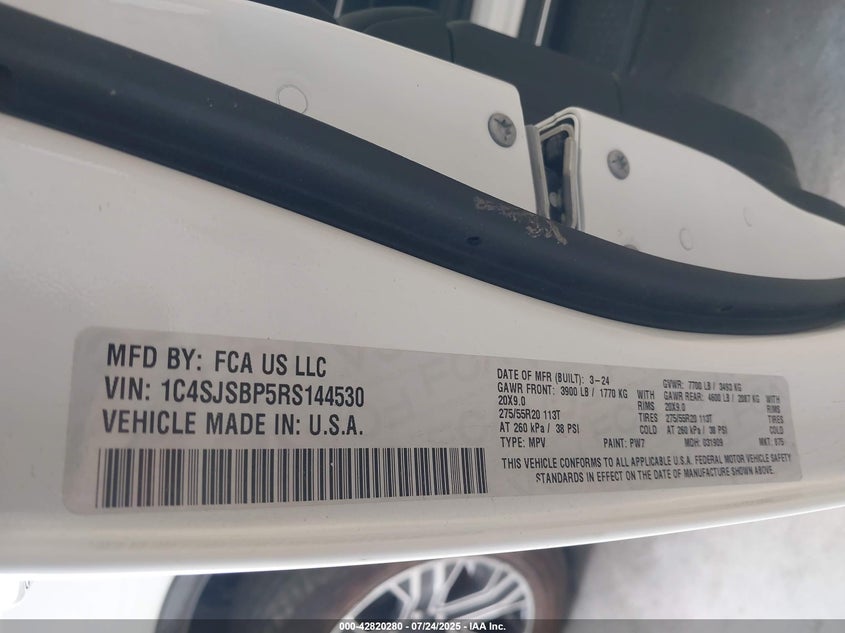 MFD BY: FCA US LLC
VIN: 1C4SJSBP5RS144530
VEHICLE MADE IN: U.S.A.
DATE OF MFR (BUILT): 3-24 GVWR: 7700 LB / 3493 KG
GAWR FRONT: 3900 LB / 1770 KG WITH GAWR REAR: 4600 LB / 2087 KG WITH
20X9.0 RIMS 20X9.0 RIMS
275/55R20 113T TIRES 275/55R20 113T TIRES
AT 260 kPa / 38 PSI COLD AT 260 kPa / 38 PSI COLD
TYPE: MPV PAINT: PW7 MDH: 031909 MKT: 675
THIS VEHICLE CONFORMS TO ALL APPLICABLE U.S.A. FEDERAL MOTOR VEHICLE SAFETY
STANDARDS IN EFFECT ON THE DATE OF MANUFACTURE SHOWN ABOVE.
000-42820280 - 07/24/2025 - IAA Inc.